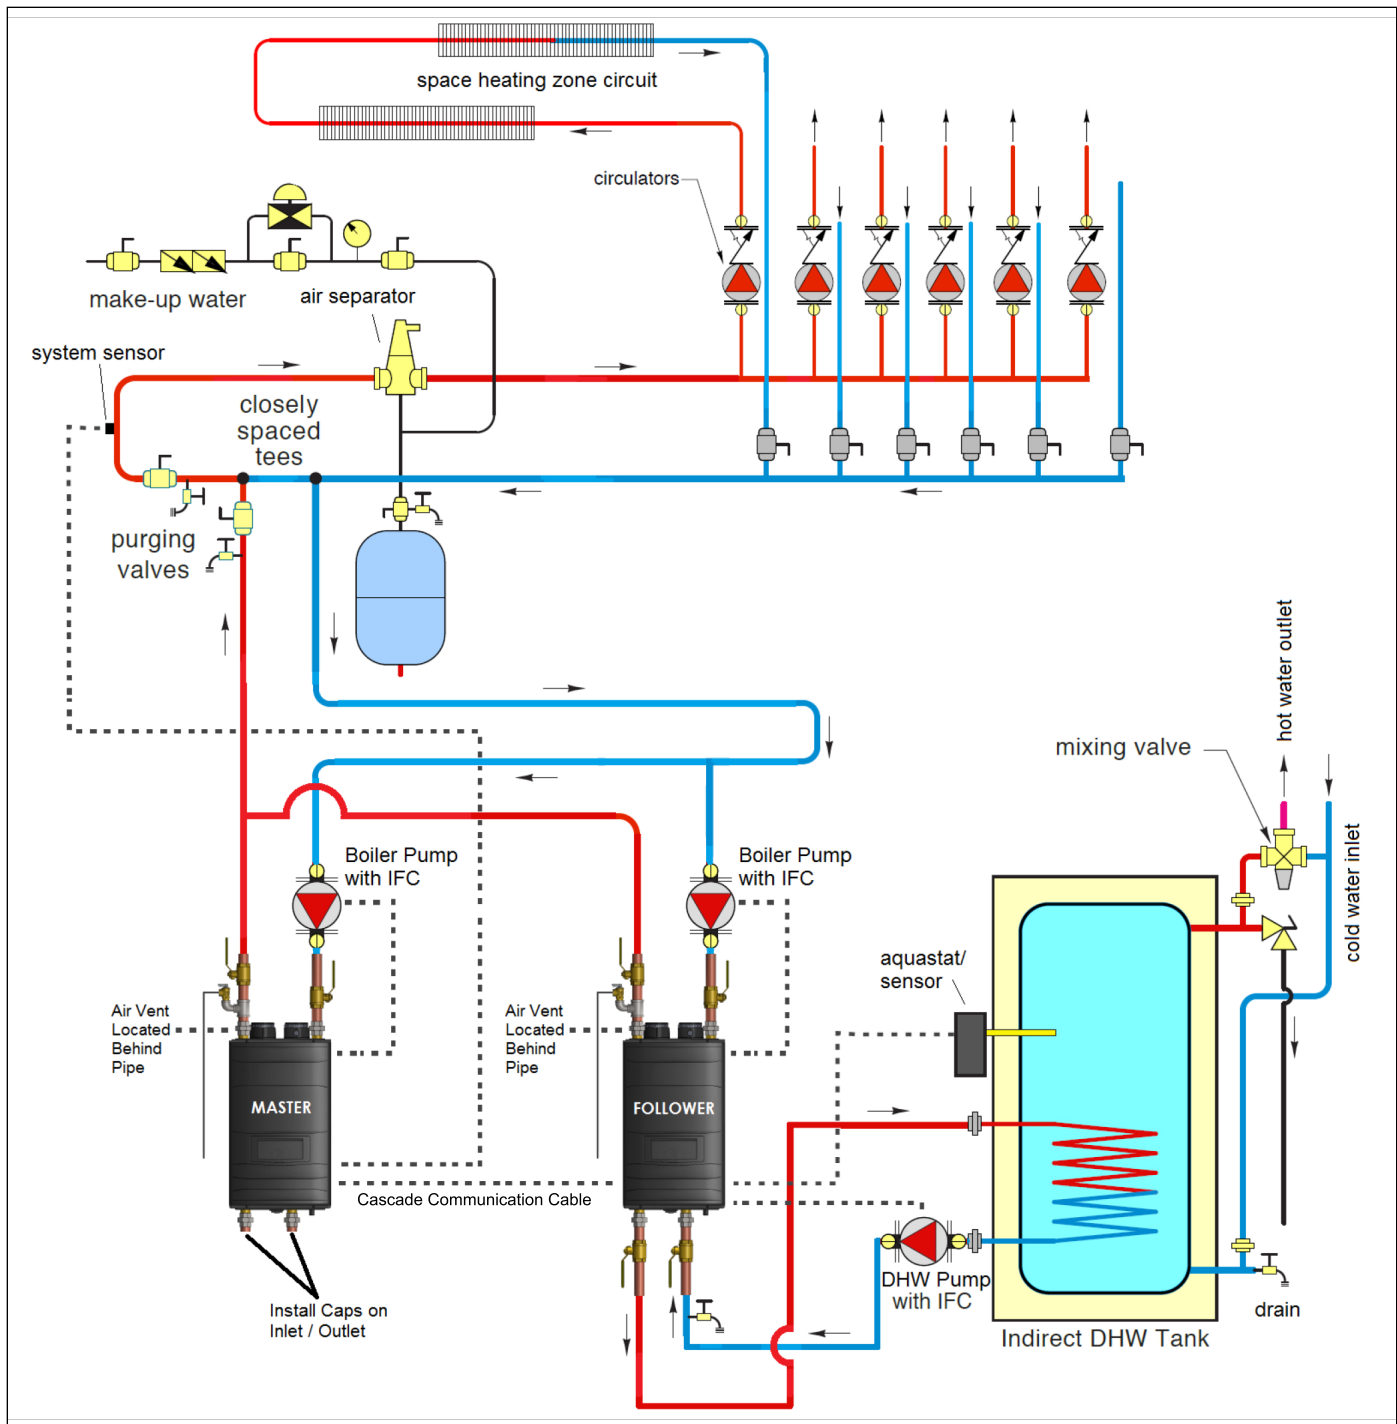 space heating zone circuit
circulators
make-up water
air separator
system sensor
closely
spaced
tees
purging
valves
hot water outlet
mixing valve
cold water inlet
Boiler Pump
with IFC
Boiler Pump
with IFC
aquastat/
sensor
Air Vent
Located
Behind
Pipe
Air Vent
Located
Behind
Pipe
MASTER
FOLLOWER
Cascade Communication Cable
DHW Pump
with IFC
Install Caps on
Inlet / Outlet
drain
Indirect DHW Tank